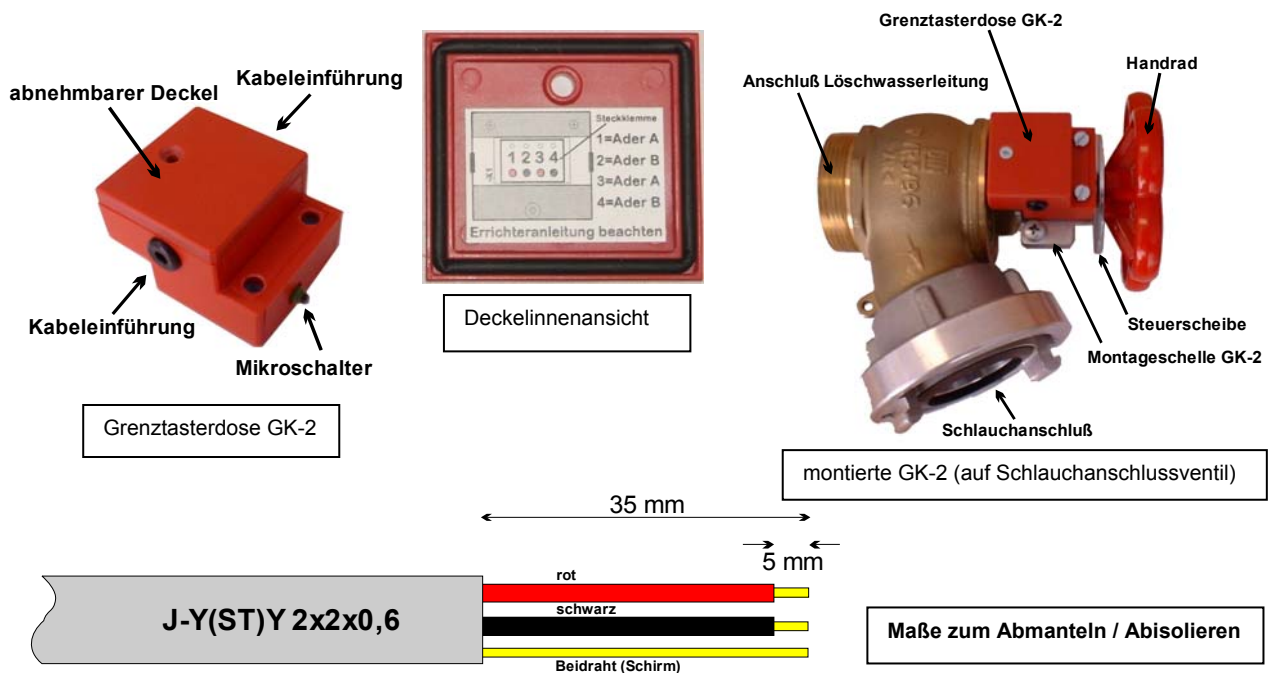 abnehmbarer Deckel
Kabeleinführung
Kabeleinführung
Mikroschalter
Grenztasterdose GK-2
Steckklemme
1 2 3 4
1=Ader A
2=Ader B
3=Ader A
4=Ader B
Errichteranleitung beachten
Deckelinnenansicht
Grenztasterdose GK-2
Anschluß Löschwasserleitung
Handrad
Steuerscheibe
Montageschelle GK-2
Schlauchanschluß
montierte GK-2 (auf Schlauchanschlussventil)
35 mm
5 mm
rot
schwarz
J-Y(ST)Y 2x2x0,6
Beidraht (Schirm)
Maße zum Abmanteln / Abisolieren